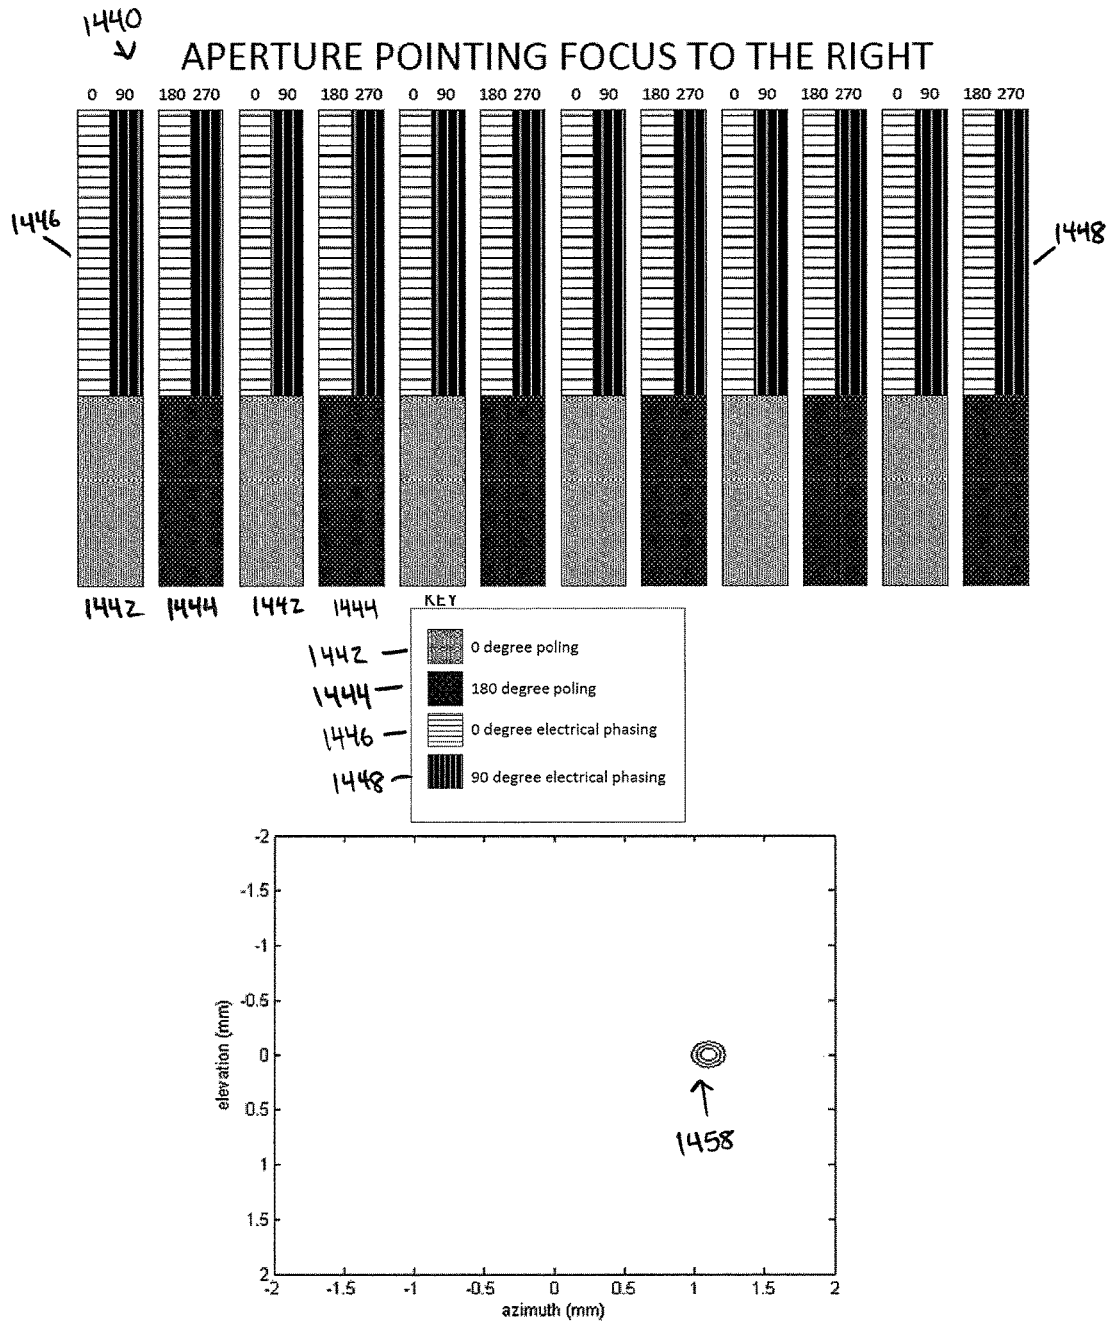 1440
APERTURE POINTING FOCUS TO THE RIGHT
0 90 180 270 0 90 180 270 0 90 180 270 0 90 180 270 0 90 180 270 0 90 180 270
1446
1448
1442 1444 1442 1444
KEY
1442 0 degree poling
1444 180 degree poling
1446 0 degree electrical phasing
1448 90 degree electrical phasing
-2
-1.5
-1
-0.5
0
0.5
1
1.5
2
elevation (mm)
1458
-2 -1.5 -1 -0.5 0 0.5 1 1.5 2
azimuth (mm)